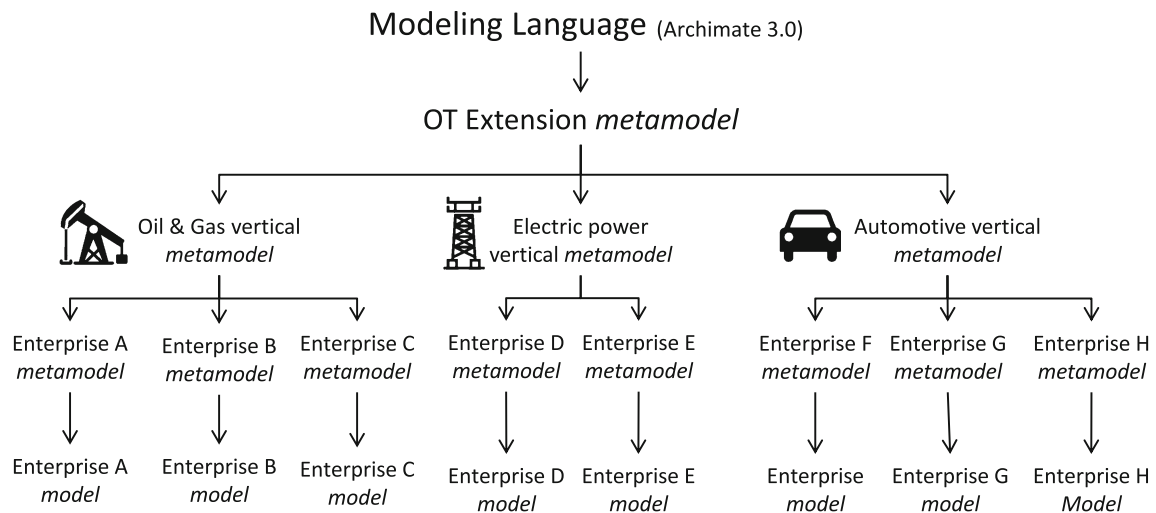 Modeling Language (Archimate 3.0)
OT Extension metamodel
Oil & Gas vertical
metamodel
Electric power
vertical metamodel
Automotive vertical
metamodel
Enterprise A
metamodel
Enterprise B
metamodel
Enterprise C
metamodel
Enterprise D
metamodel
Enterprise E
metamodel
Enterprise F
metamodel
Enterprise G
metamodel
Enterprise H
metamodel
Enterprise A
model
Enterprise B
model
Enterprise C
model
Enterprise D
model
Enterprise E
model
Enterprise
model
Enterprise G
model
Enterprise H
Model